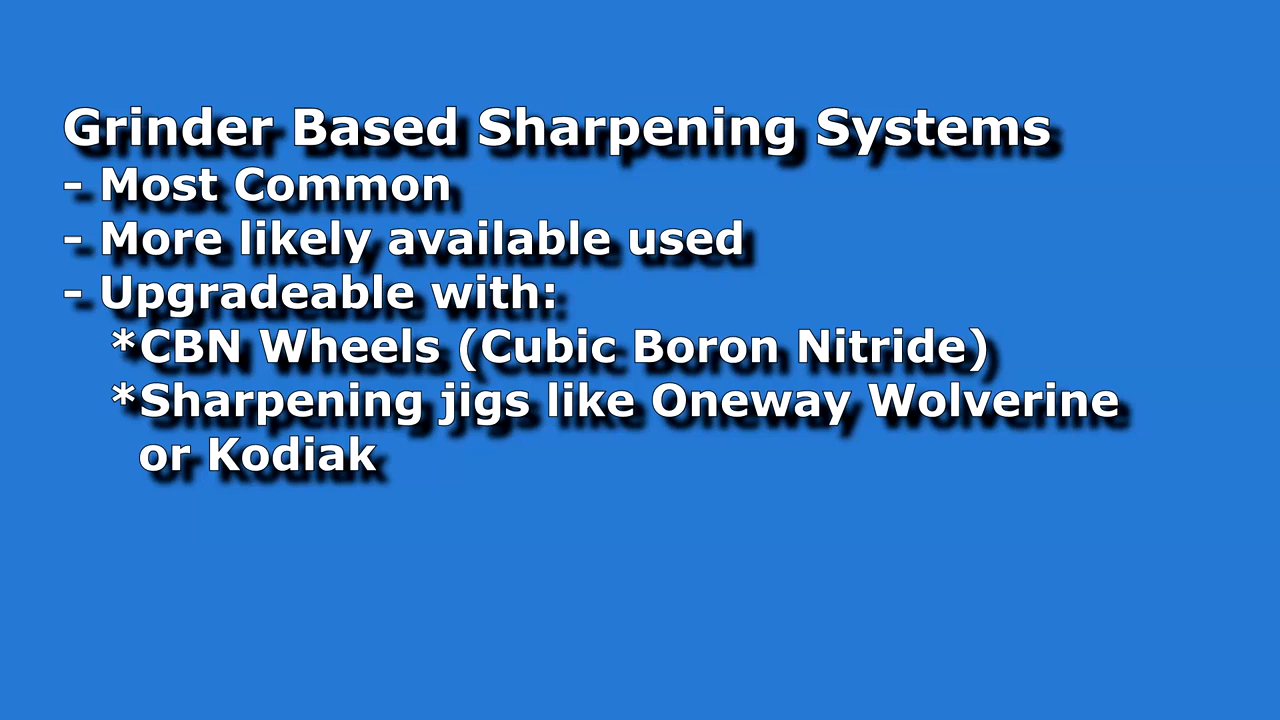 Grinder Based Sharpening Systems
- Most Common
- More likely available used
- Upgradeable with:
*CBN Wheels (Cubic Boron Nitride)
*Sharpening jigs like Oneway Wolverine
or Kodiak